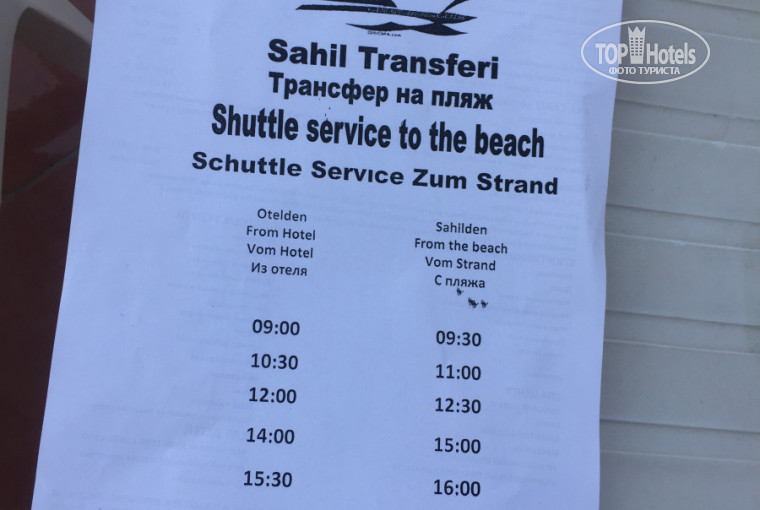 Sahil Transferi
Трансфер на пляж
Shuttle service to the beach
Schuttle Servıce Zum Strand
Otelden
From Hotel
Vom Hotel
Из отеля
Sahilden
From the beach
Vom Strand
С пляжа
09:00
09:30
10:30
11:00
12:00
12:30
14:00
15:00
15:30
16:00
TOP Hotels
ФОТО ТУРИСТА